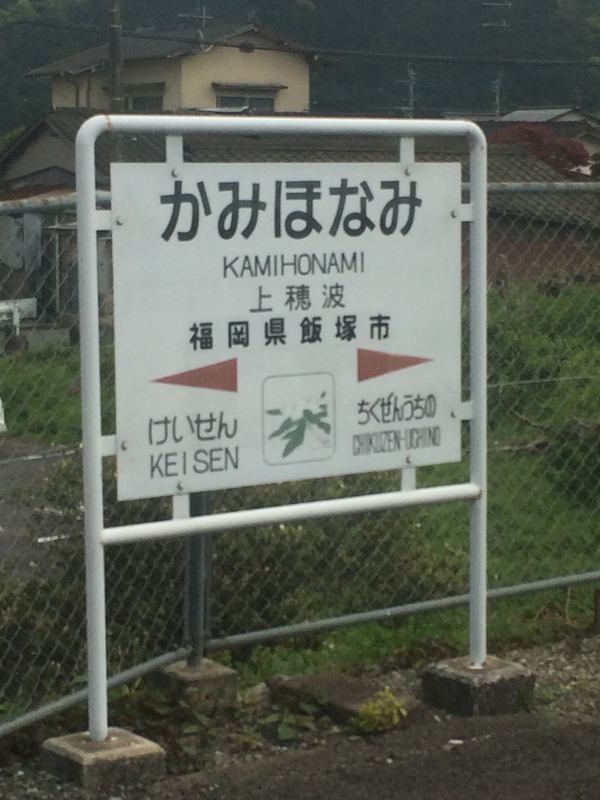 かみほなみ
KAMIHONAMI
上穂波
福岡県飯塚市
けいせん
KEISEN
ちくぜんうちの
CHIKUZEN-UCHINO